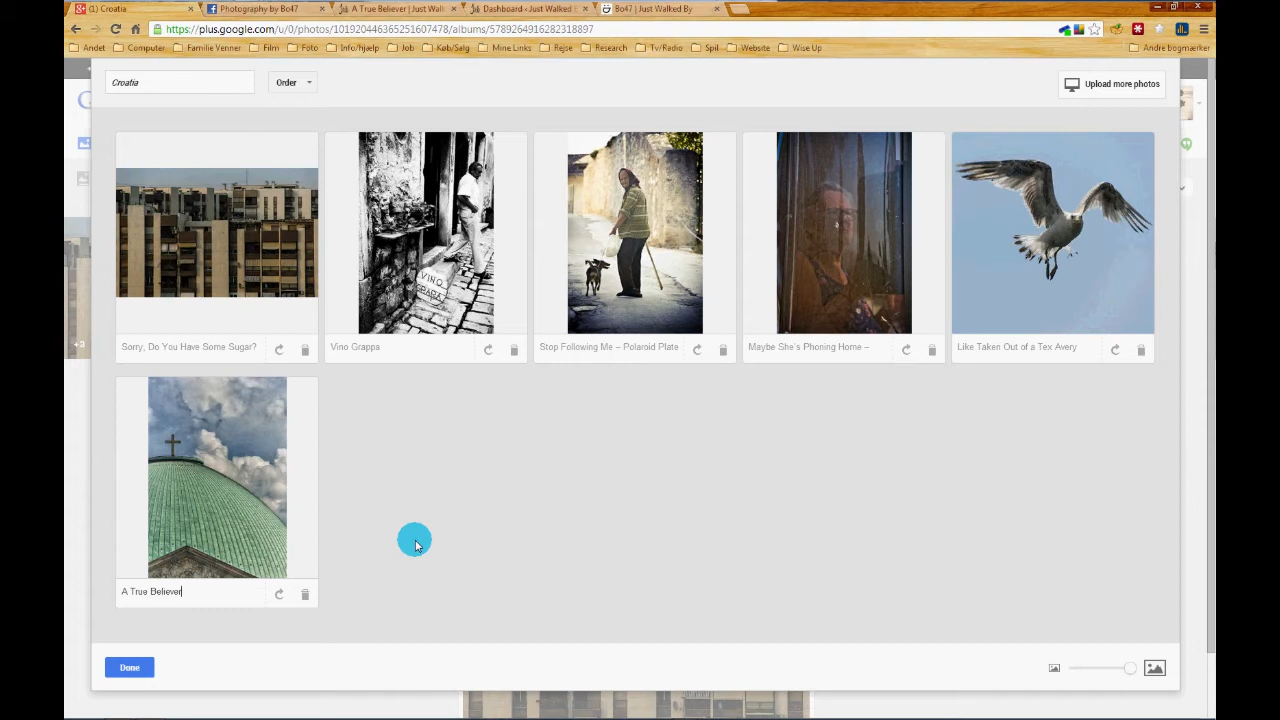 (1) Croatia
Photography by Bo47
A True Believer | Just Wall
Dashboard ‹ Just Walked B
Bo47 | Just Walked By
https://plus.google.com/u/0/photos/101920446365251607478/albums/5789264916282318897
Andet
Computer
Familie Venner
Film
Foto
Info/hjælp
Job
Køb/Salg
Mine Links
Rejse
Research
Tv/Radio
Spil
Website
Wise Up
Andre bogmærker
Croatia
Order
Upload more photos
VINO
GRAPA
+3
Sorry, Do You Have Some Sugar?
Vino Grappa
Stop Following Me – Polaroid Plate
Maybe She's Phoning Home –
Like Taken Out of a Tex Avery
A True Believer
Done